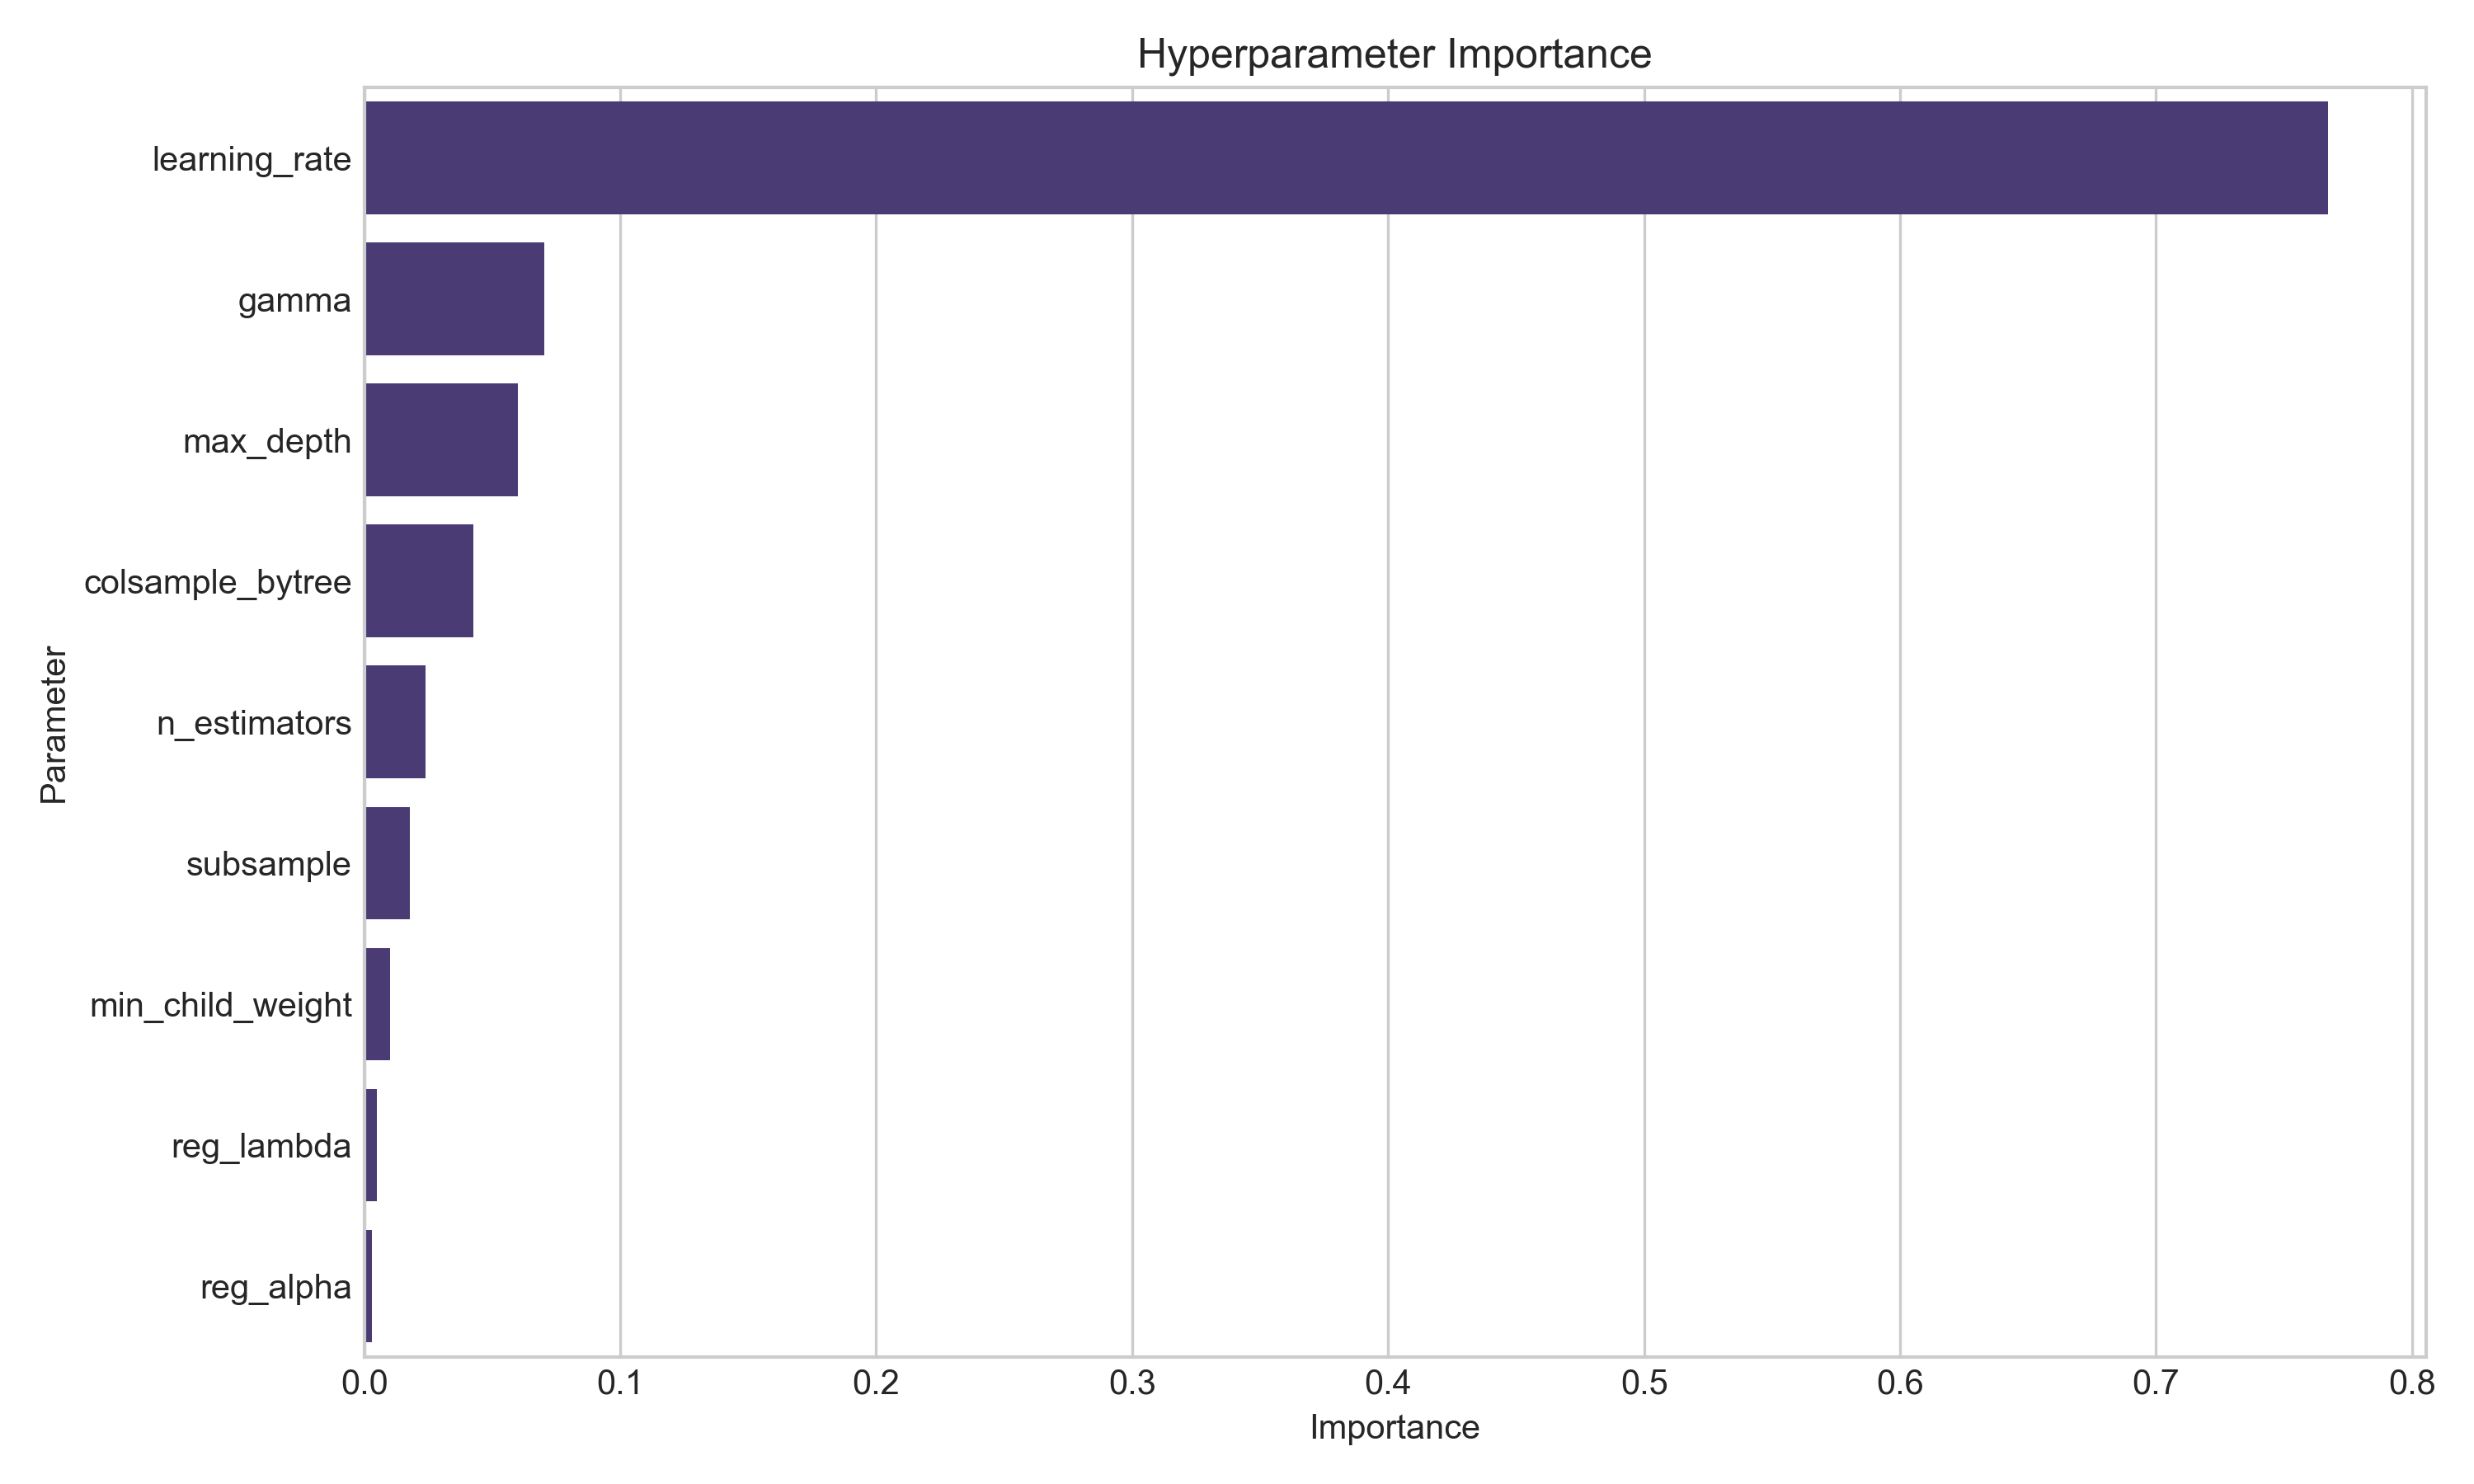 Hyperparameter Importance
learning_rate
gamma
max_depth
colsample_bytree
n_estimators
subsample
min_child_weight
reg_lambda
reg_alpha
Parameter
0.0 0.1 0.2 0.3 0.4 0.5 0.6 0.7 0.8
Importance